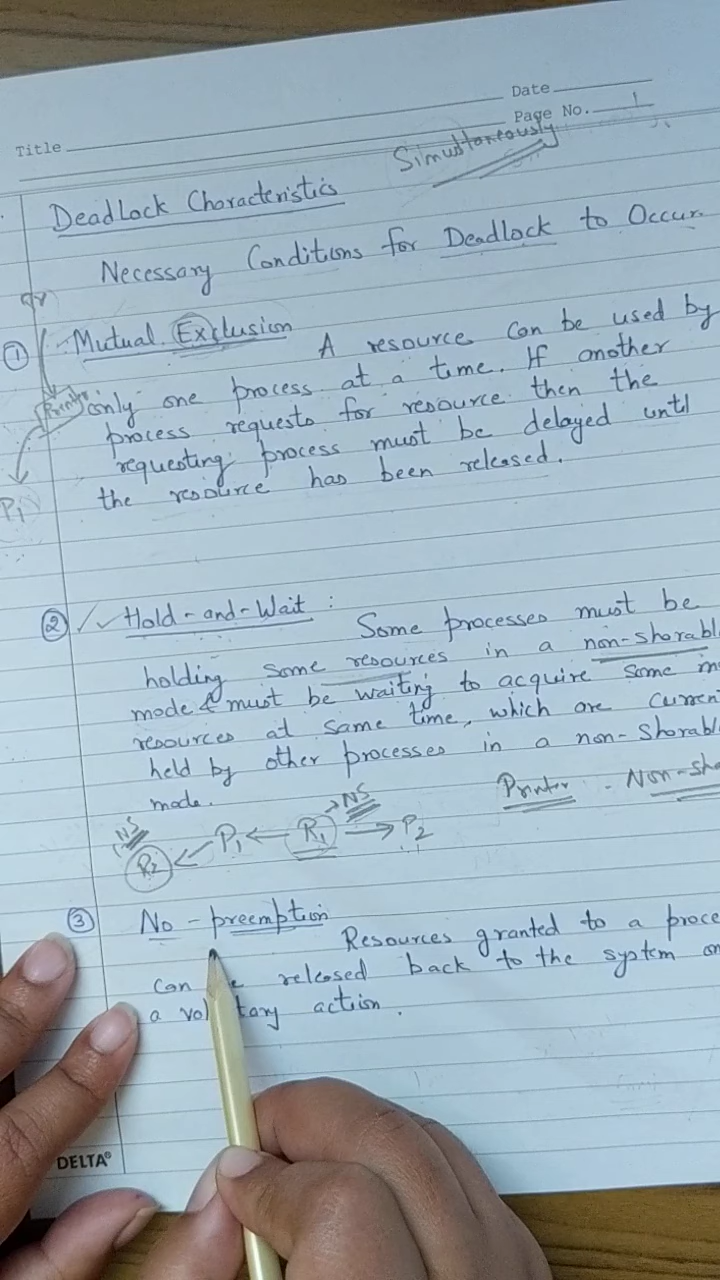 Date
Page No. 1
Title
Simultaneously
Deadlock Characteristics
Necessary Conditions for Deadlock to Occur
① Mutual Exclusion
A resource can be used by
only one process at a time. If another
process requests for resource then the
requesting process must be delayed until
the resource has been released.
P1
② Hold-and-Wait :
Some processes must be
holding some resources in a non-sharabl
mode & must be waiting to acquire some m
resources at same time, which are curren
held by other processes in a non-sharabl
mode.
Printer - Non-sha
NS NS
R2 P1 R1 P2
③ No-preemption
Resources granted to a proce
can released back to the system on
a action.
DELTA®